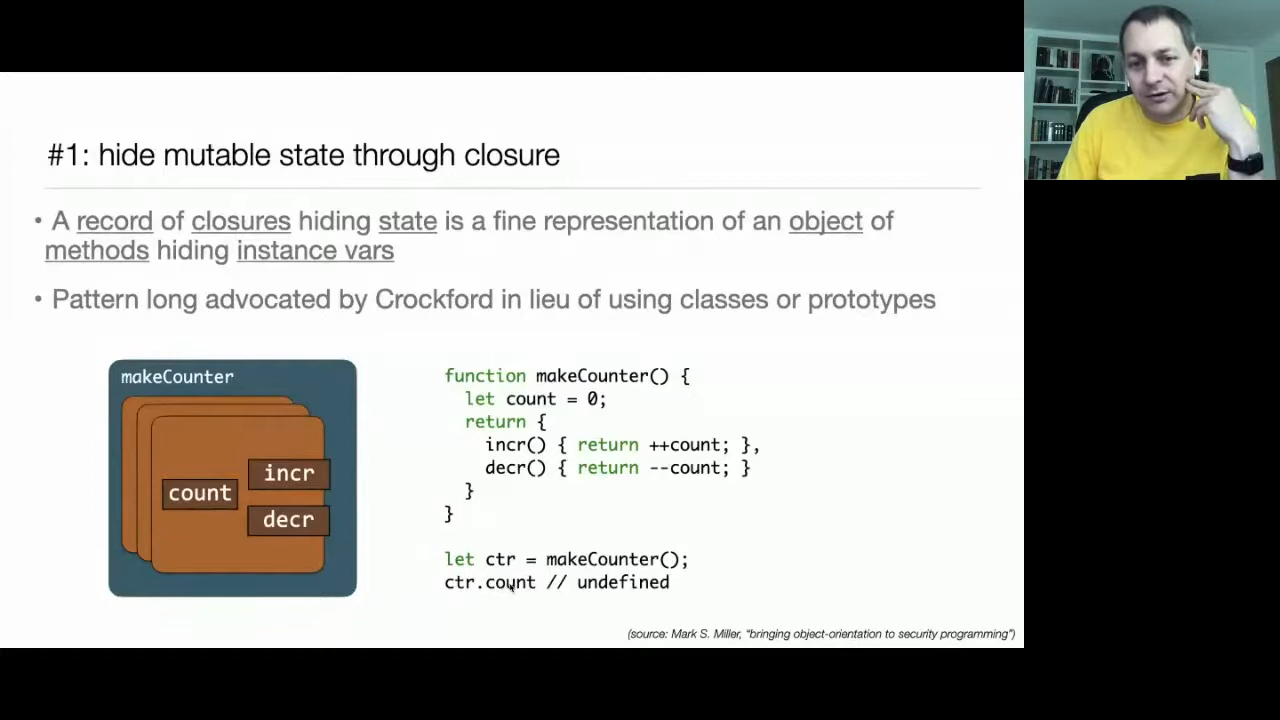 #1: hide mutable state through closure
• A record of closures hiding state is a fine representation of an object of
methods hiding instance vars
• Pattern long advocated by Crockford in lieu of using classes or prototypes
makeCounter
count
incr
decr
function makeCounter() {
let count = 0;
return {
incr() { return ++count; },
decr() { return --count; }
}
}
let ctr = makeCounter();
ctr.count // undefined
(source: Mark S. Miller, “bringing object-orientation to security programming”)